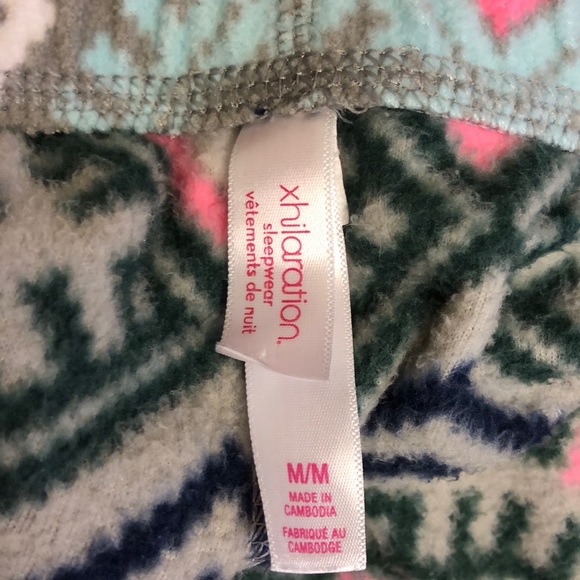 xhilaration®
sleepwear
vêtements de nuit
M/M
MADE IN
CAMBODIA
FABRIQUÉ AU
CAMBODGE